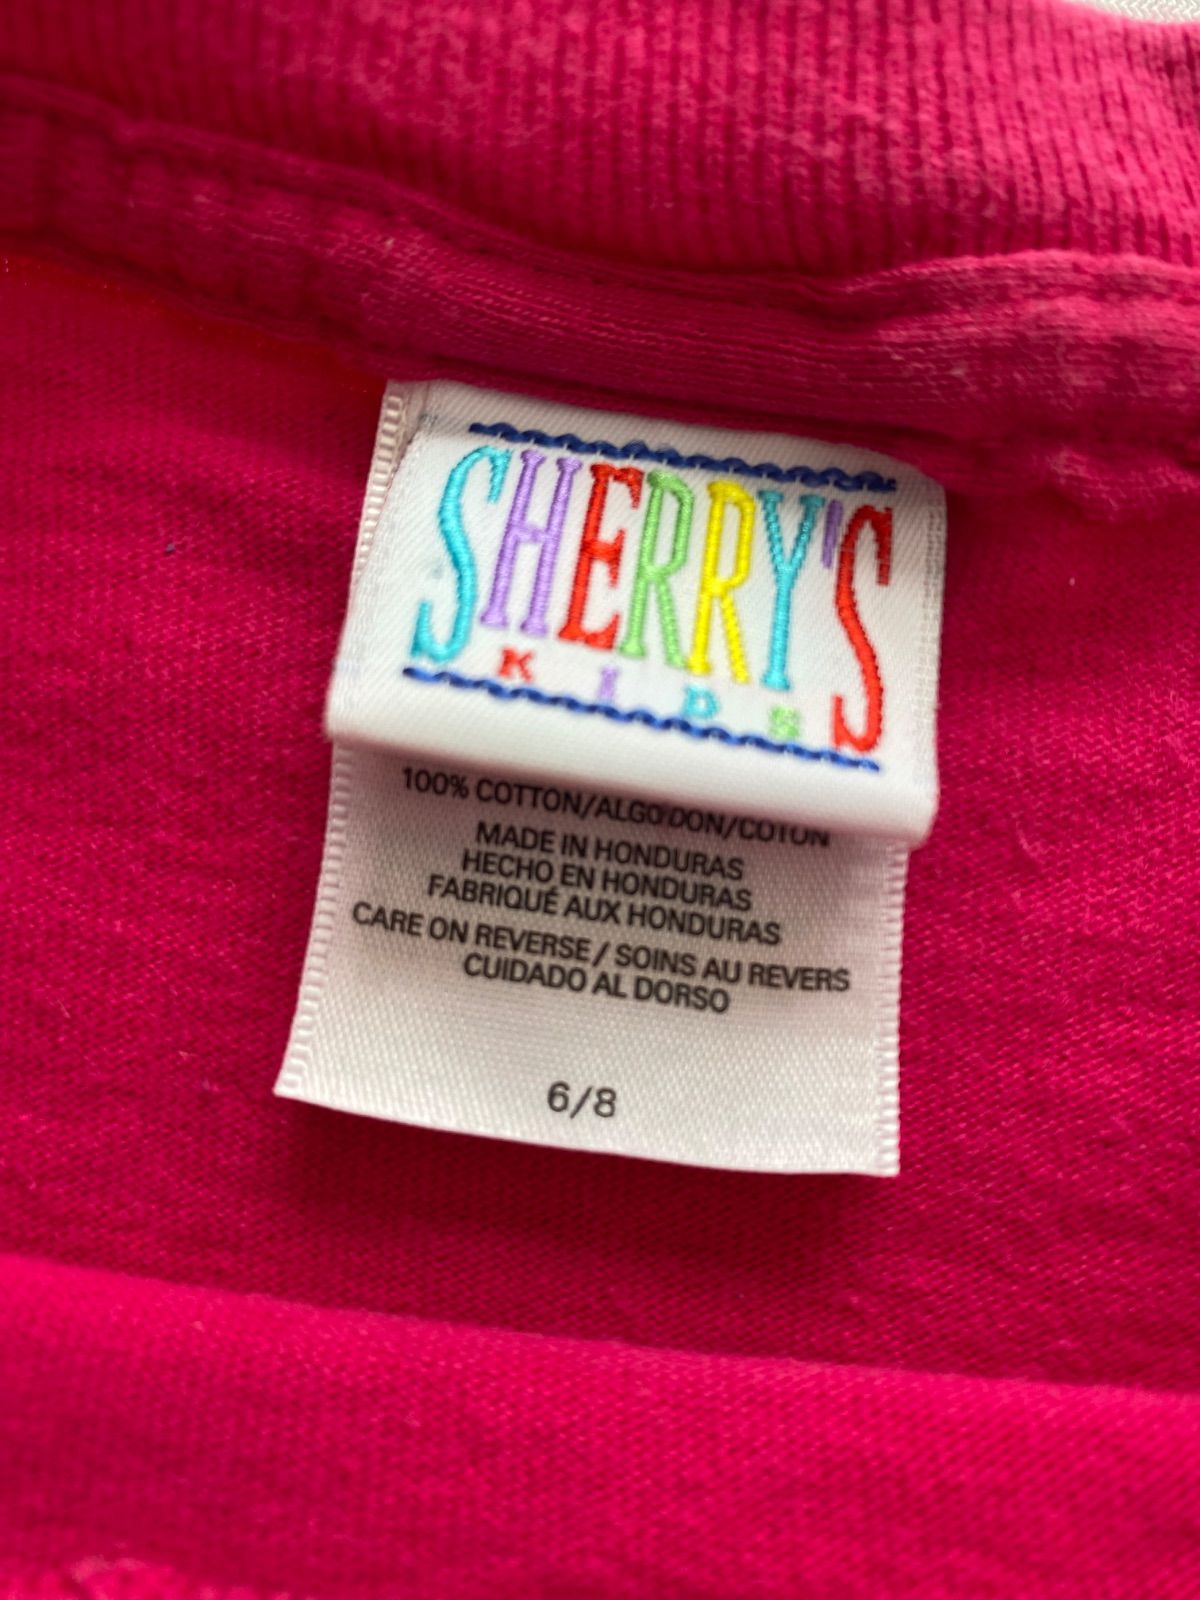 SHERRY'S
KIDS
100% COTTON/ALGODON/COTON
MADE IN HONDURAS
HECHO EN HONDURAS
FABRIQUÉ AUX HONDURAS
CARE ON REVERSE / SOINS AU REVERS
CUIDADO AL DORSO
6/8